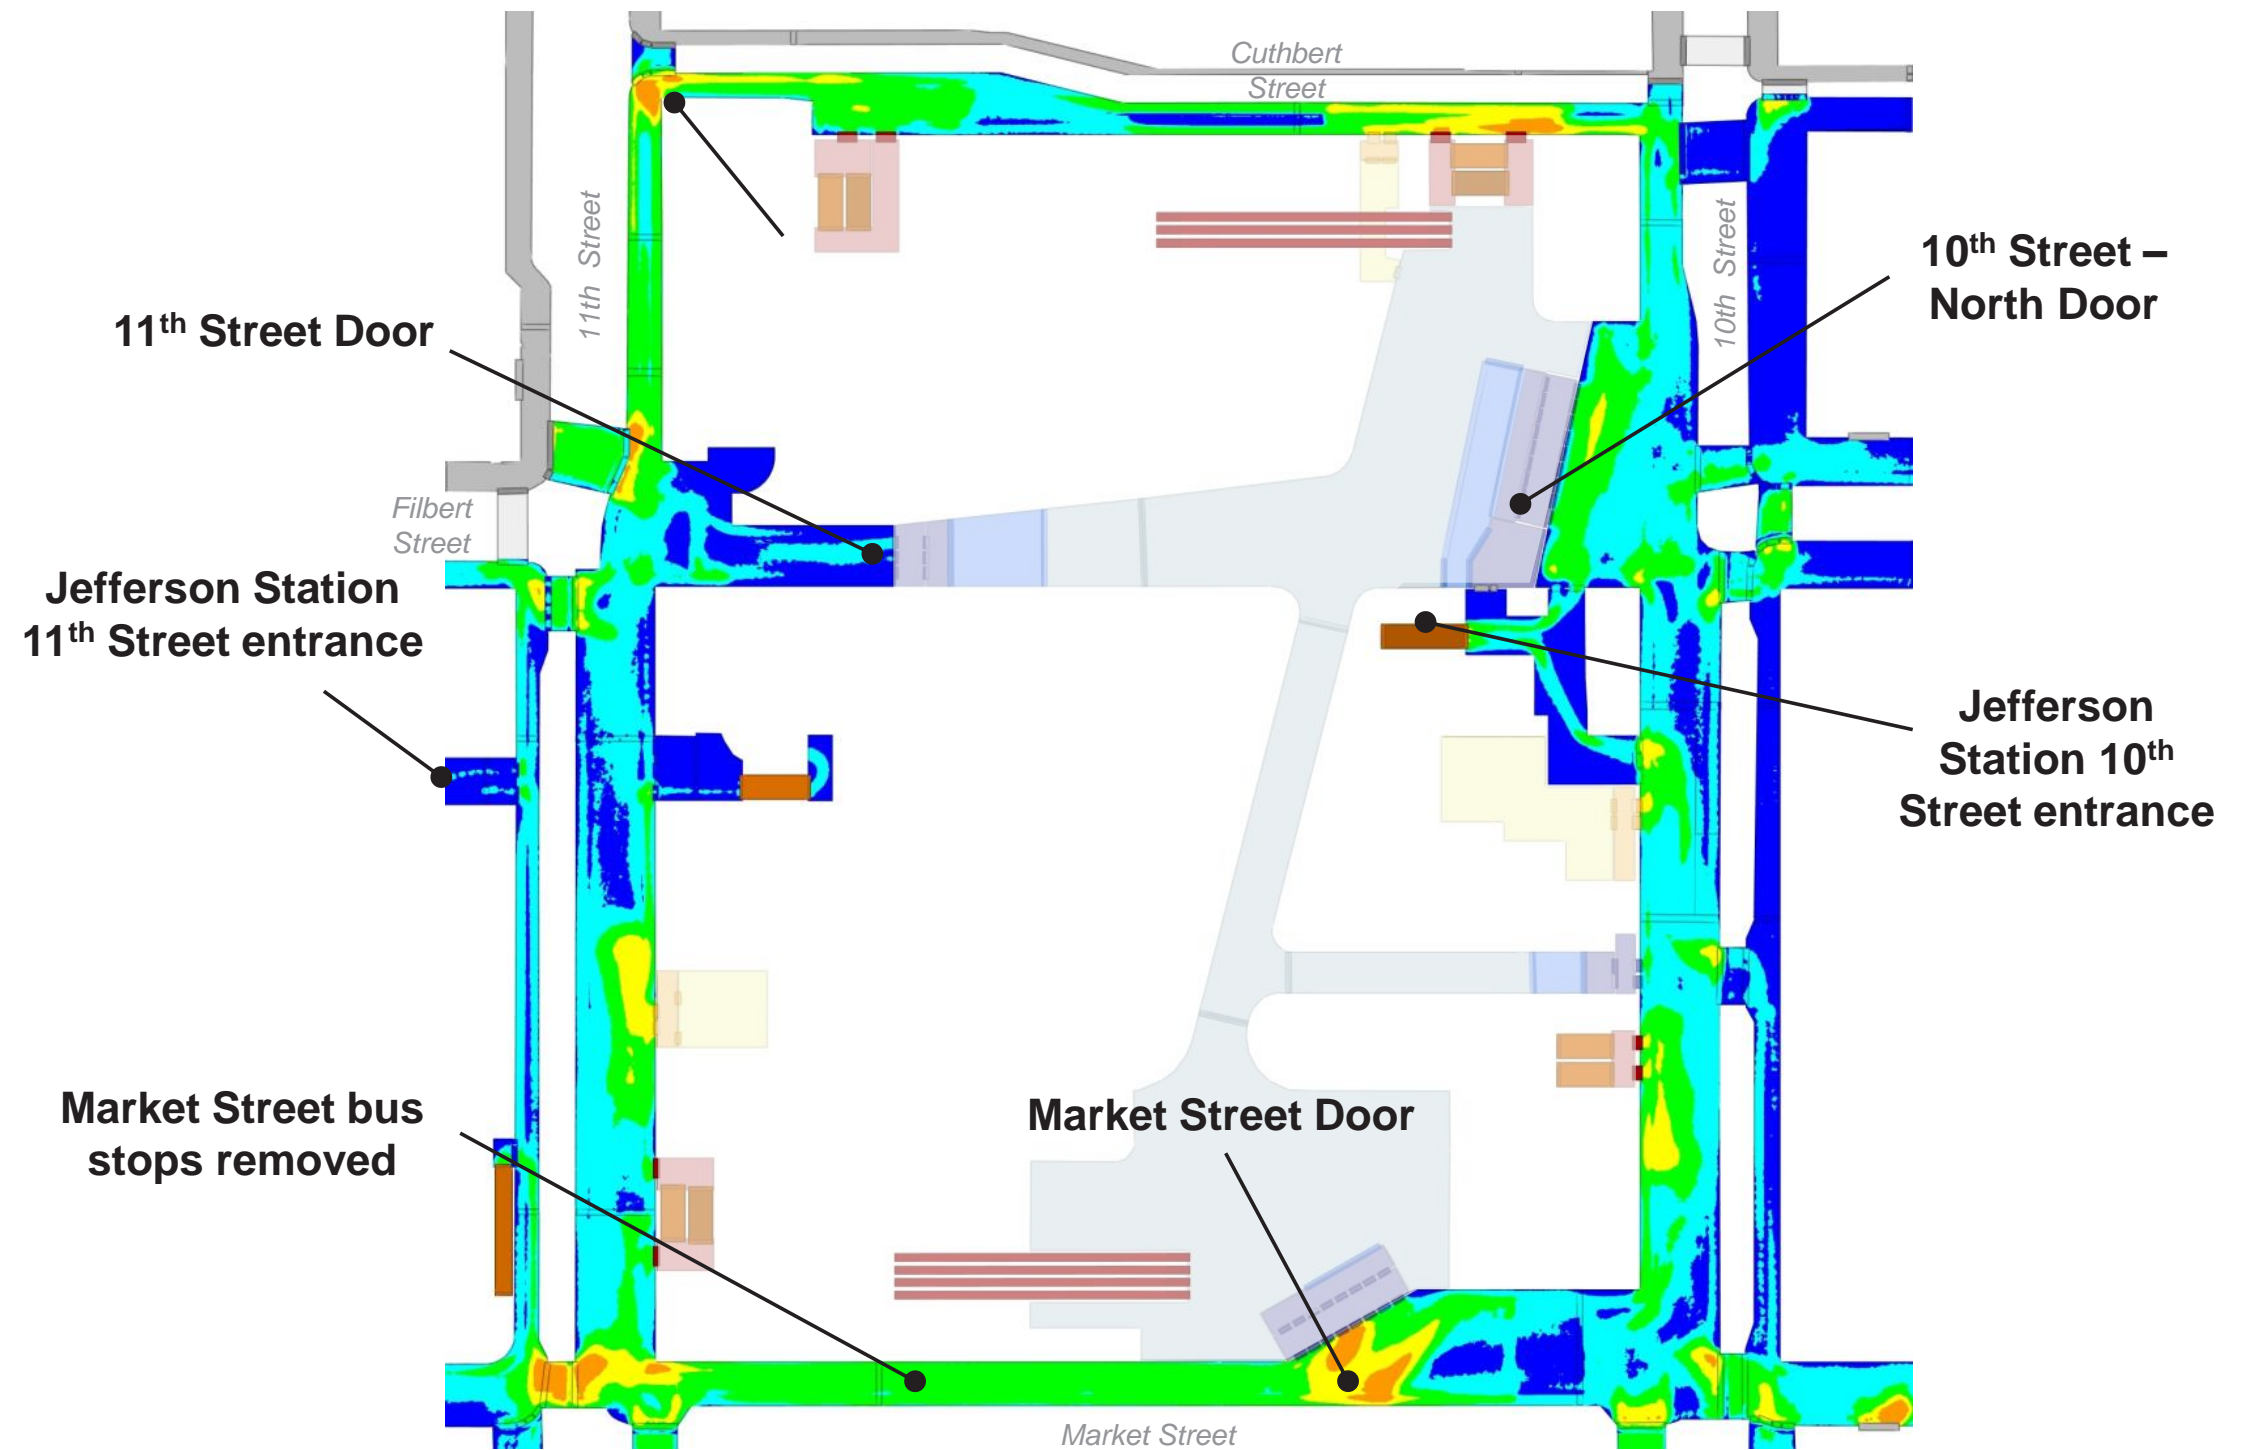 Cuthbert
Street
11th Street
10th Street
10th Street –
North Door
11th Street Door
Filbert
Street
Jefferson Station
11th Street entrance
Jefferson
Station 10th
Street entrance
Market Street bus
stops removed
Market Street Door
Market Street